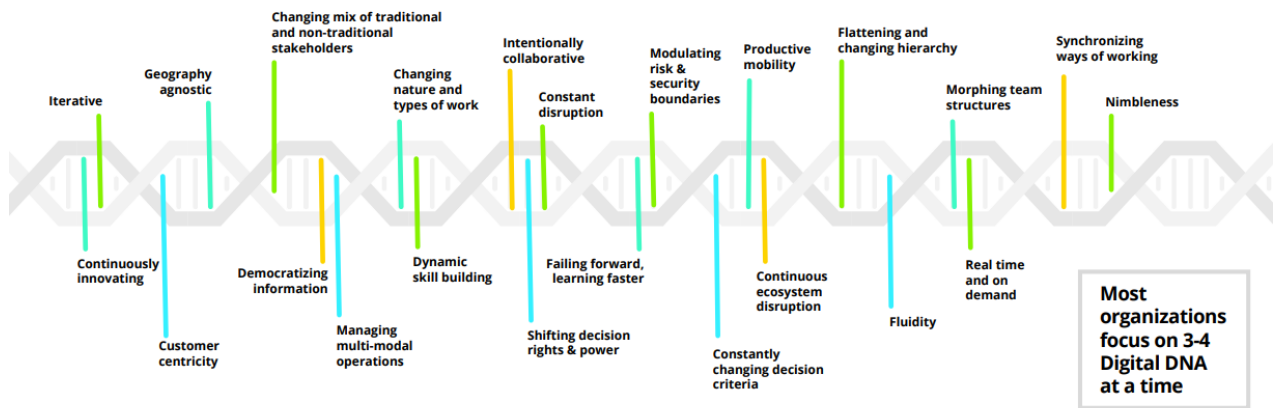 Changing mix of traditional
and non-traditional
stakeholders
Intentionally
collaborative
Modulating
risk &
security
boundaries
Productive
mobility
Flattening and
changing hierarchy
Synchronizing
ways of working
Geography
agnostic
Changing
nature and
types of work
Iterative
Constant
disruption
Morphing team
structures
Nimbleness
Continuously
innovating
Democratizing
information
Dynamic
skill building
Failing forward,
learning faster
Continuous
ecosystem
disruption
Real time
and on
demand
Customer
centricity
Managing
multi-modal
operations
Shifting decision
rights & power
Constantly
changing decision
criteria
Fluidity
Most
organizations
focus on 3-4
Digital DNA
at a time